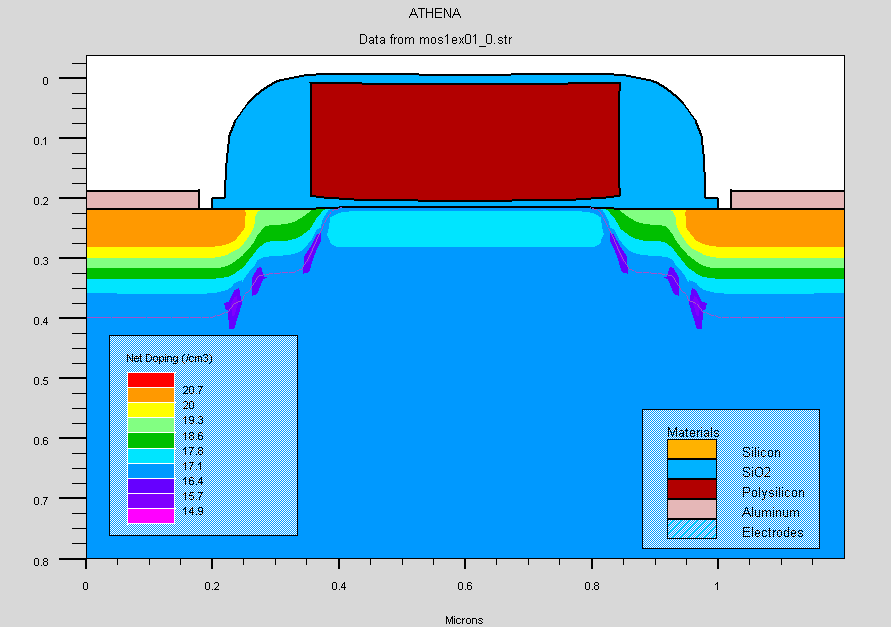 ATHENA
Data from mos1ex01_0.str
0
0.1
0.2
0.3
0.4
0.5
0.6
0.7
0.8
Net Doping (/cm3)
20.7
20
19.3
18.6
17.8
17.1
16.4
15.7
14.9
Materials
Silicon
SiO2
Polysilicon
Aluminum
Electrodes
0 0.2 0.4 0.6 0.8 1
Microns